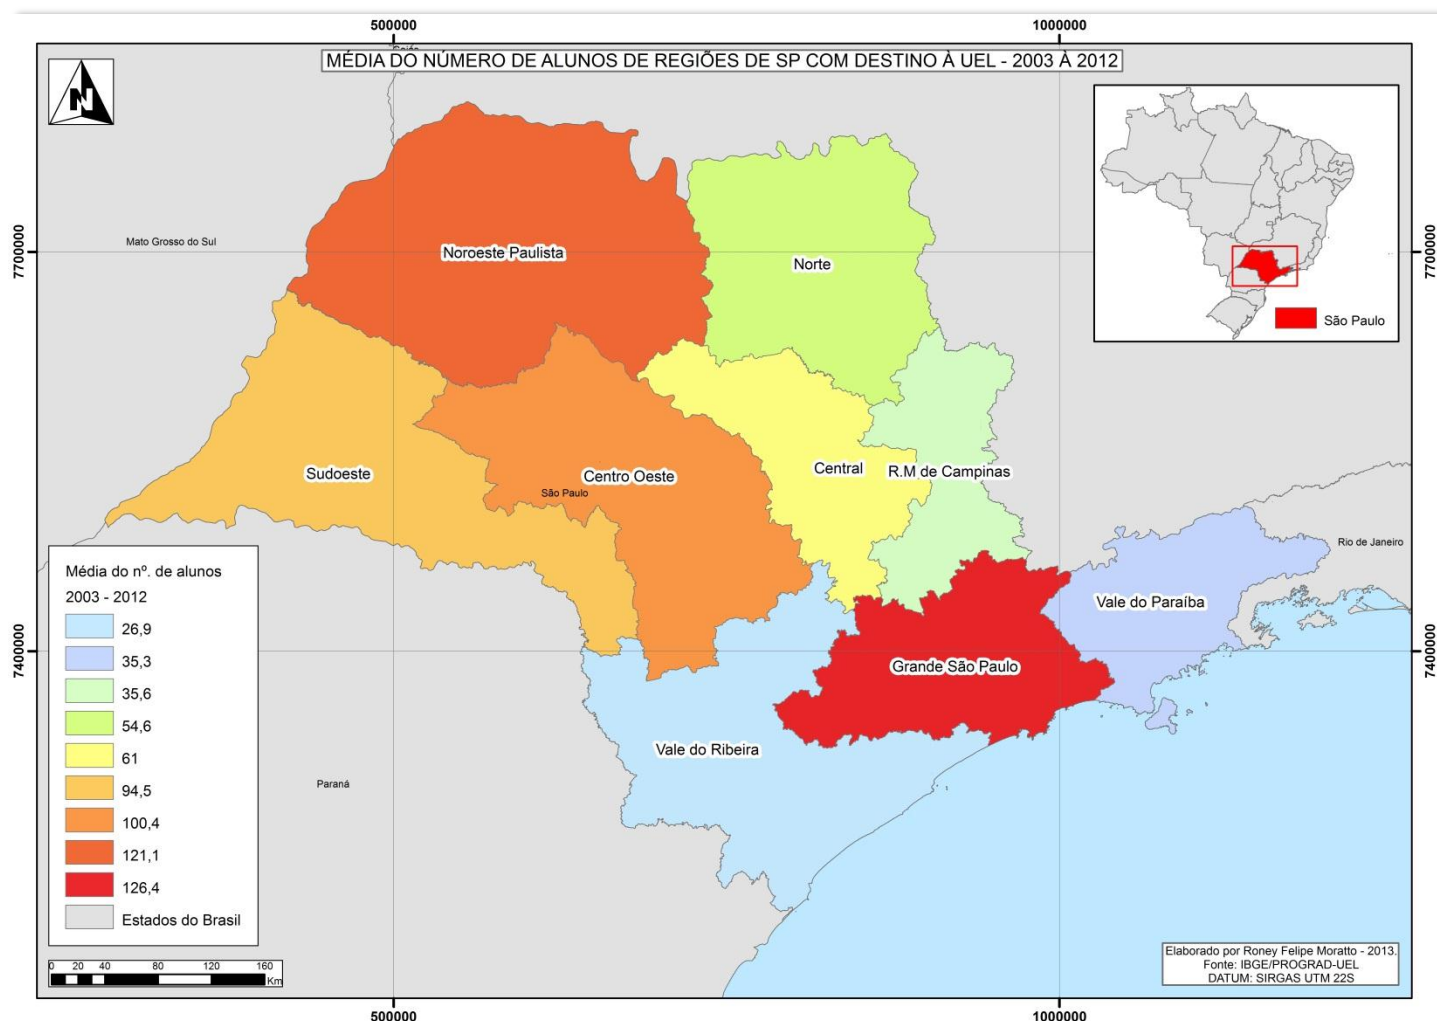 500000
1000000
Goiás
MÉDIA DO NÚMERO DE ALUNOS DE REGIÕES DE SP COM DESTINO À UEL - 2003 À 2012
N
7700000
7700000
Mato Grosso do Sul
Noroeste Paulista
Norte
São Paulo
Sudoeste
Centro Oeste
São Paulo
Central
R.M de Campinas
Rio de Janeiro
Vale do Paraíba
7400000
7400000
Grande São Paulo
Vale do Ribeira
Paraná
Média do nº. de alunos
2003 - 2012
26,9
35,3
35,6
54,6
61
94,5
100,4
121,1
126,4
Estados do Brasil
0 20 40 80 120 160
Km
Elaborado por Roney Felipe Moratto - 2013.
Fonte: IBGE/PROGRAD-UEL
DATUM: SIRGAS UTM 22S
500000
1000000